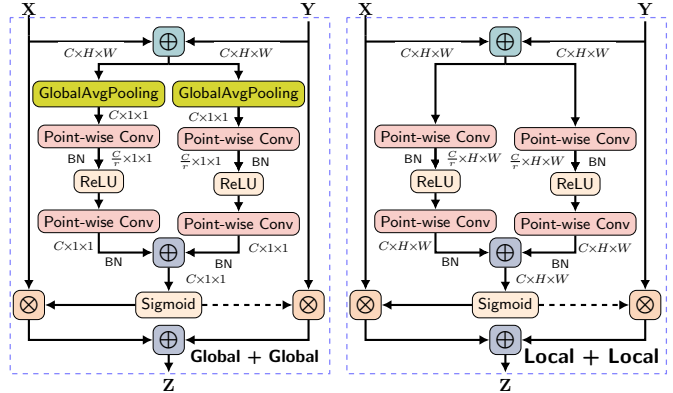 X Y
C×H×W C×H×W
GlobalAvgPooling GlobalAvgPooling
C×1×1 C×1×1
Point-wise Conv Point-wise Conv
BN C/r×1×1 C/r×1×1 BN
ReLU ReLU
Point-wise Conv Point-wise Conv
C×1×1 C×1×1
BN BN
C×1×1
Sigmoid
Global + Global
Z
X Y
C×H×W C×H×W
Point-wise Conv Point-wise Conv
BN C/r×H×W C/r×H×W BN
ReLU ReLU
Point-wise Conv Point-wise Conv
C×H×W C×H×W
BN BN
C×H×W
Sigmoid
Local + Local
Z